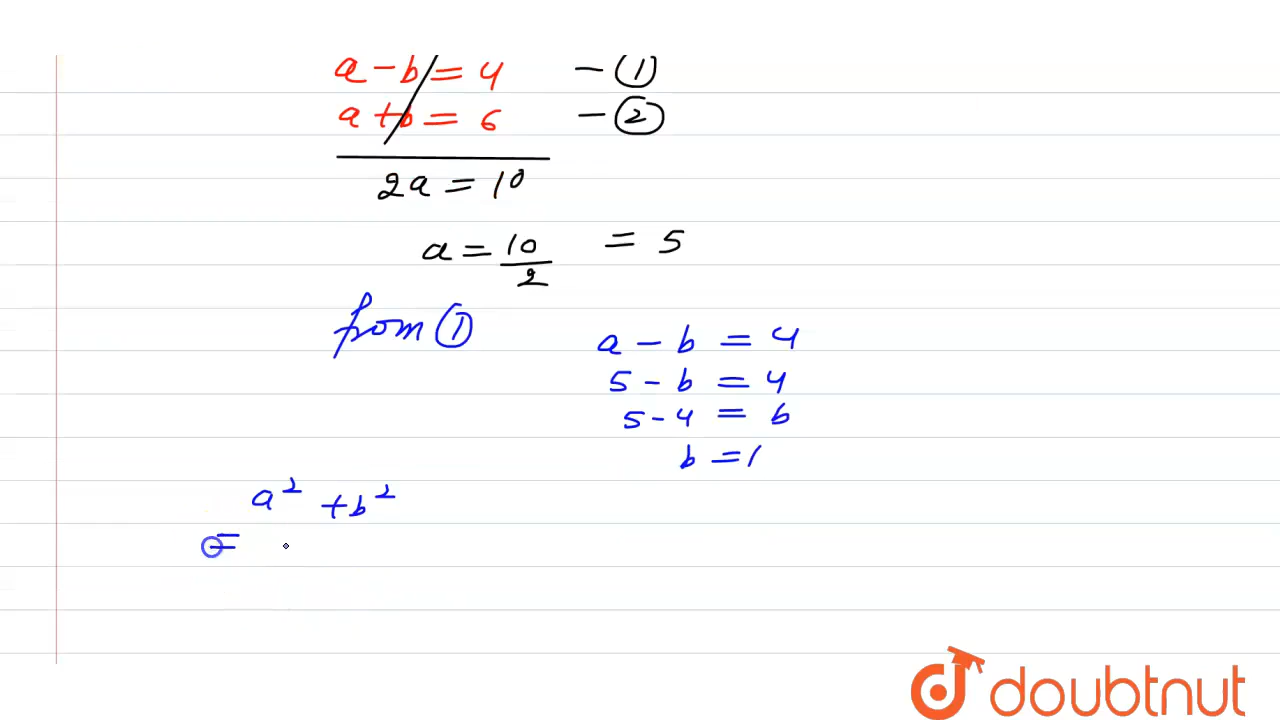 a - b = 4 - ①
a + b = 6 - ②
2a = 10
a = 10/2 = 5
from ①
a - b = 4
5 - b = 4
5 - 4 = b
b = 1
a² + b²
=
doubtnut